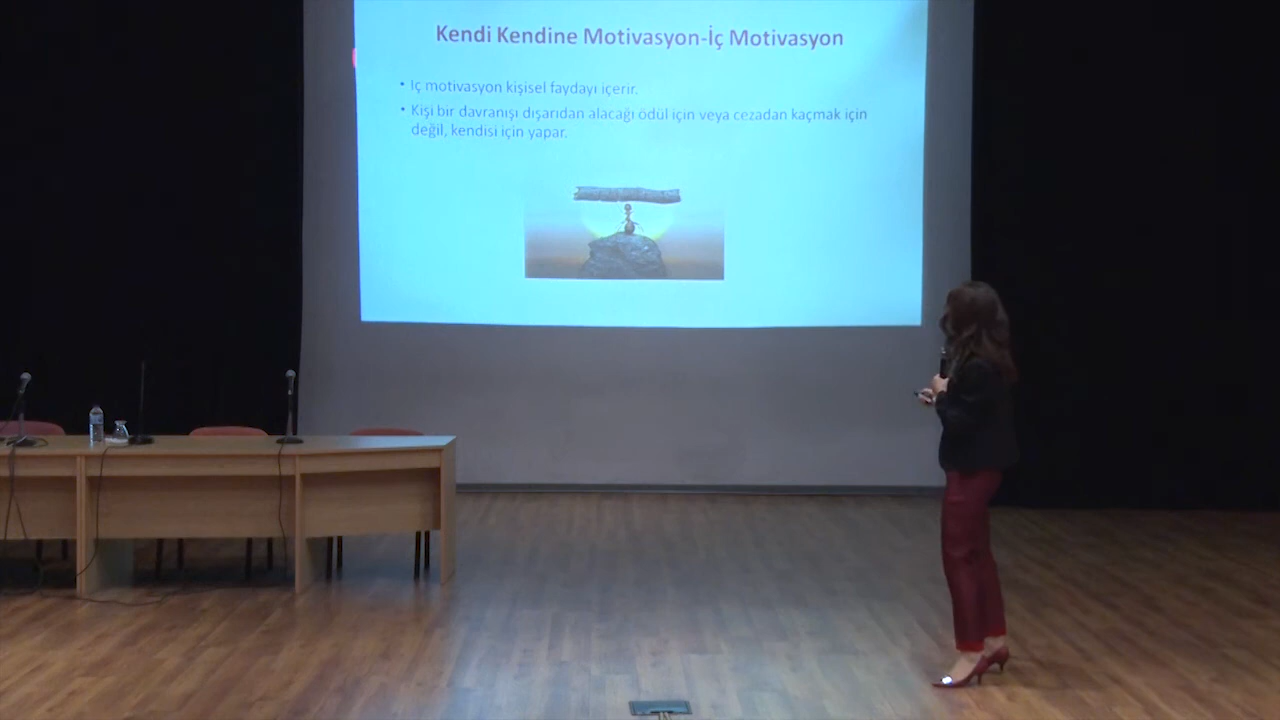 Kendi Kendine Motivasyon-İç Motivasyon
• İç motivasyon kişisel faydayı içerir.
• Kişi bir davranışı dışarıdan alacağı ödül için veya cezadan kaçmak için
değil, kendisi için yapar.